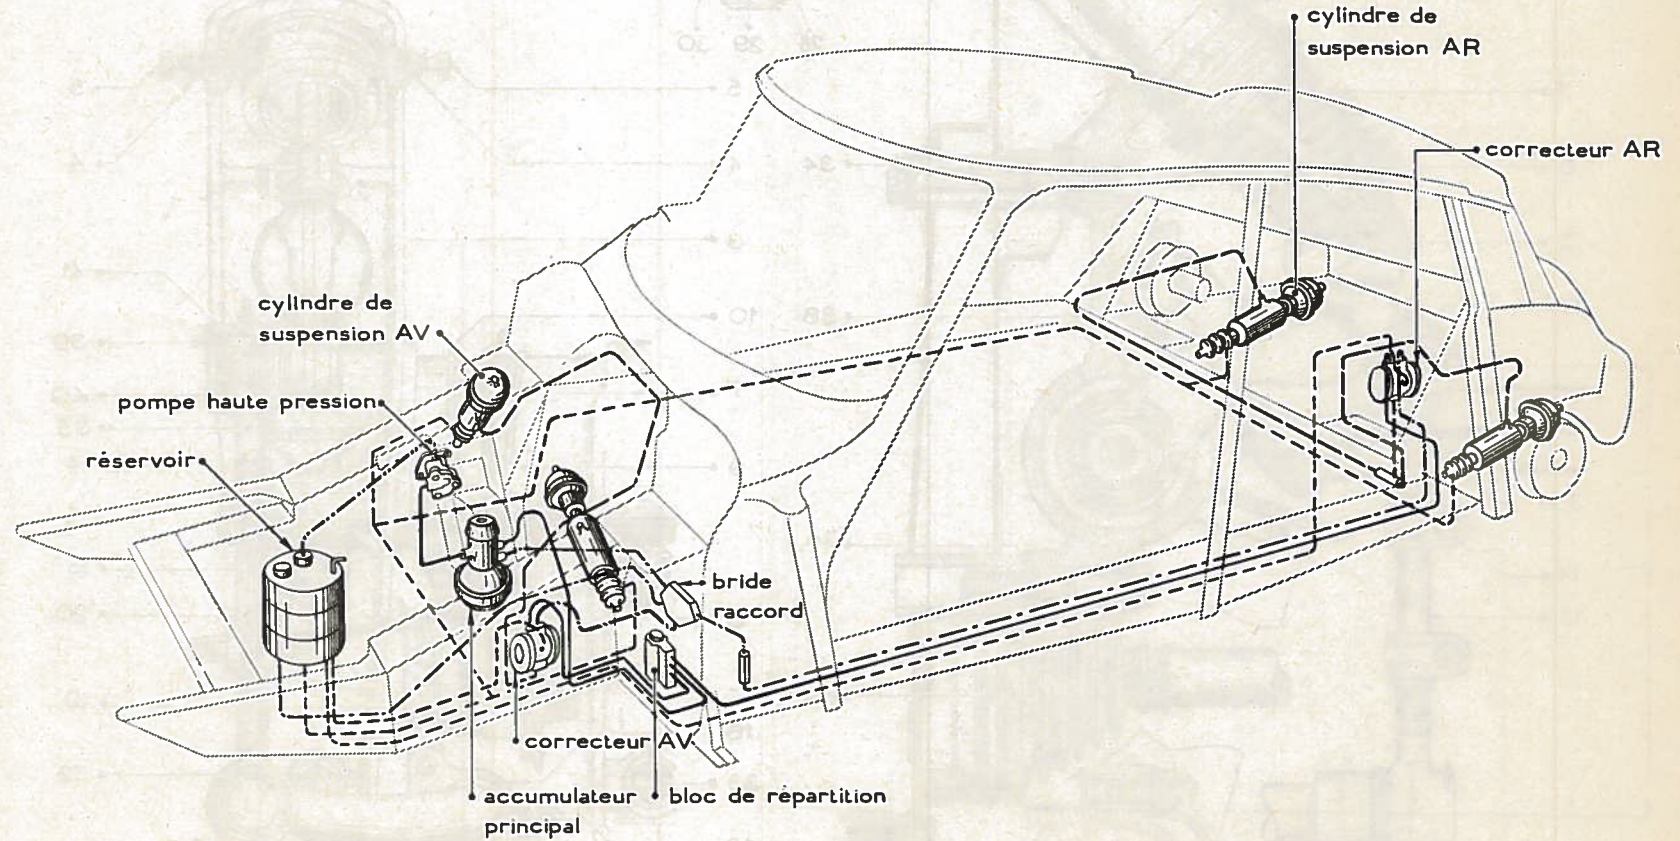 cylindre de
suspension AR
correcteur AR
cylindre de
suspension AV
pompe haute pression
réservoir
bride
raccord
correcteur AV
accumulateur
principal
bloc de répartition